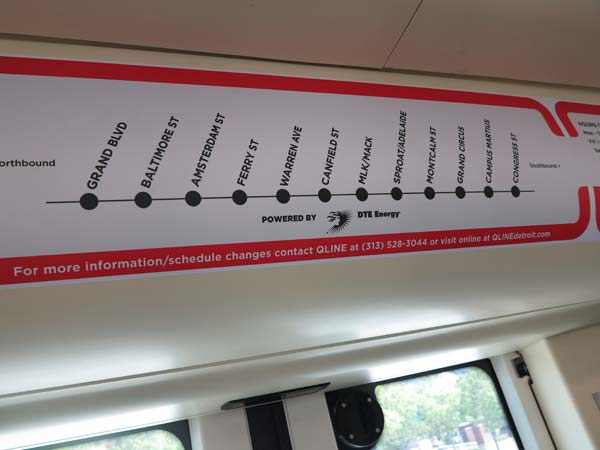 orthbound
GRAND BLVD
BALTIMORE ST
AMSTERDAM ST
FERRY ST
WARREN AVE
CANFIELD ST
MLK/MACK
SPROAT/ADELAIDE
MONTCALM ST
GRAND CIRCUS
CAMPUS MARTIUS
CONGRESS ST
Southbound >
POWERED BY DTE Energy
For more information/schedule changes contact QLINE at (313) 528-3044 or visit online at QLINEdetroit.com
HOURS